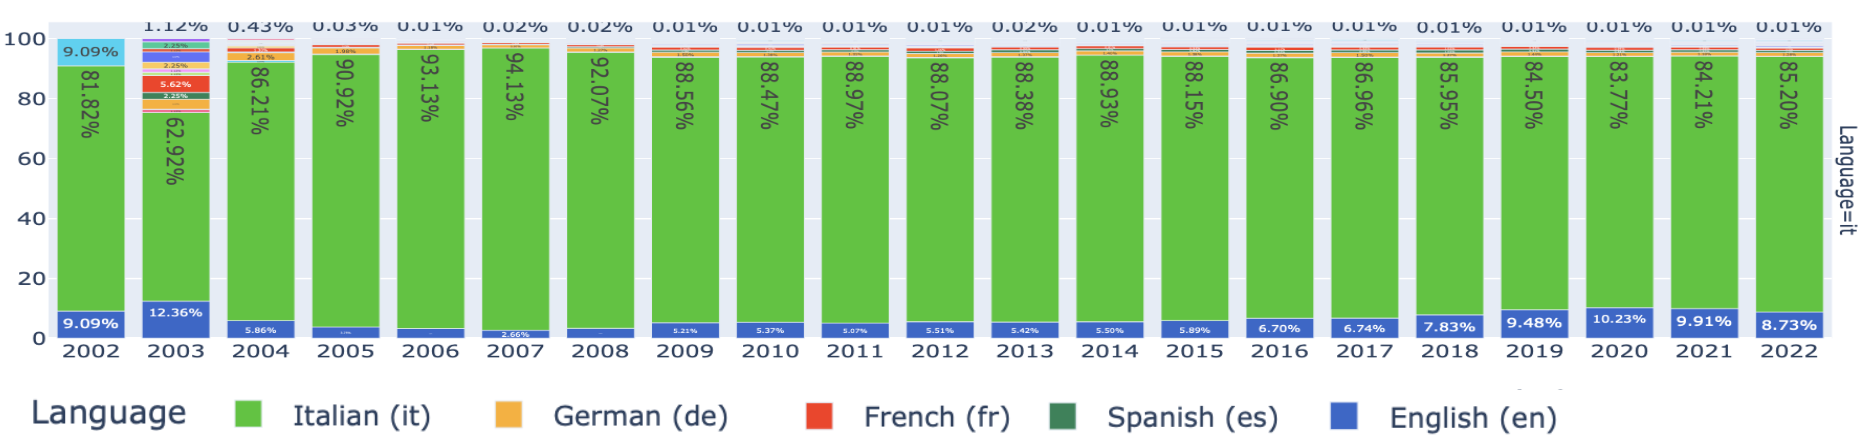 1.12% 0.43% 0.03% 0.01% 0.02% 0.02% 0.01% 0.01% 0.01% 0.01% 0.02% 0.01% 0.01% 0.01% 0.01% 0.01% 0.01% 0.01% 0.01% 0.01%
100
9.09% 2.25% 2.25% 5.62% 2.25% 2.61%
81.82% 62.92% 86.21% 90.92% 93.13% 94.13% 92.07% 88.56% 88.47% 88.97% 88.07% 88.38% 88.93% 88.15% 86.90% 86.96% 85.95% 84.50% 83.77% 84.21% 85.20%
80
60
40
20
9.09% 12.36% 5.86% 2.66% 5.21% 5.37% 5.07% 5.51% 5.42% 5.50% 5.89% 6.70% 6.74% 7.83% 9.48% 10.23% 9.91% 8.73%
0
2002 2003 2004 2005 2006 2007 2008 2009 2010 2011 2012 2013 2014 2015 2016 2017 2018 2019 2020 2021 2022
Language=it
Language Italian (it) German (de) French (fr) Spanish (es) English (en)